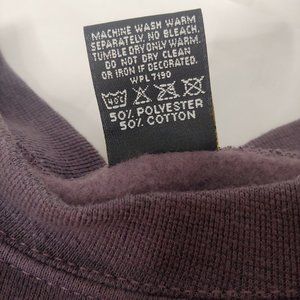 MACHINE WASH WARM
SEPARATELY, NO BLEACH.
TUMBLE DRY ONLY WARM.
DO NOT DRY CLEAN
OR IRON IF DECORATED.
WPL 7190
40°C
50% POLYESTER
50% COTTON